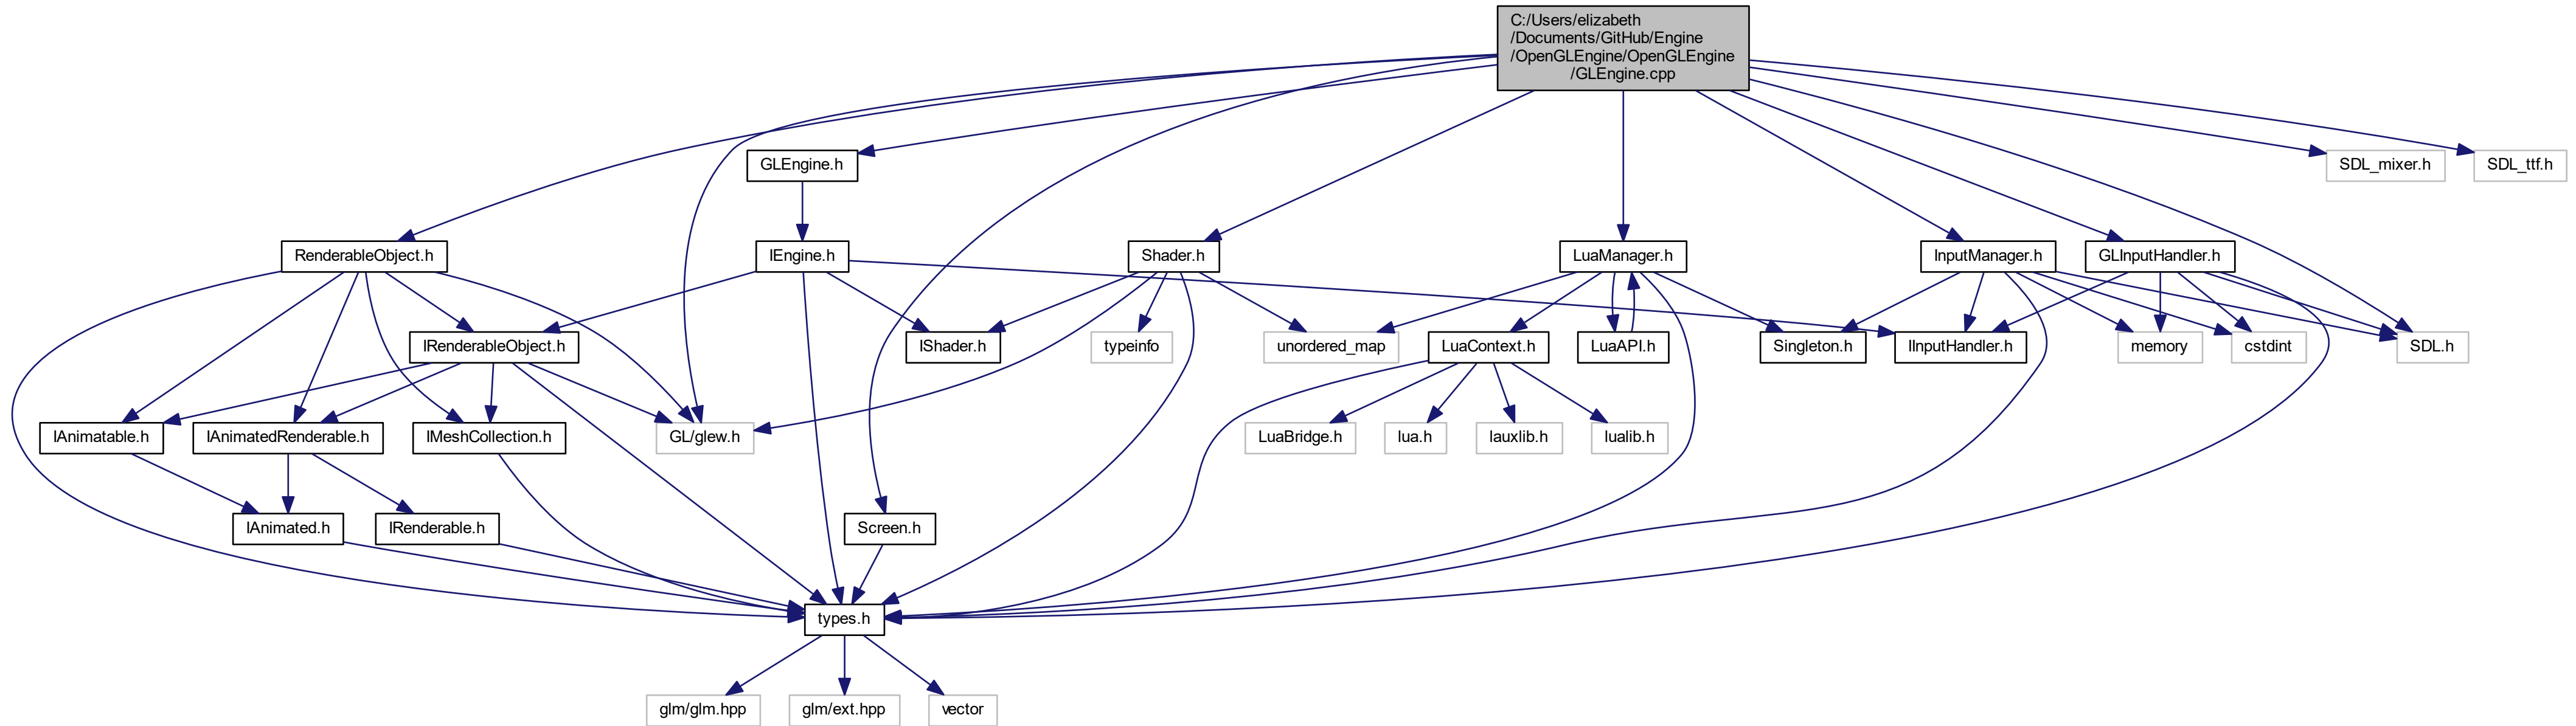 C:/Users/elizabeth
/Documents/GitHub/Engine
/OpenGLEngine/OpenGLEngine
/GLEngine.cpp
GLEngine.h
SDL_mixer.h
SDL_ttf.h
RenderableObject.h
IEngine.h
Shader.h
LuaManager.h
InputManager.h
GLInputHandler.h
IRenderableObject.h
IShader.h
typeinfo
unordered_map
LuaContext.h
LuaAPI.h
Singleton.h
IInputHandler.h
memory
cstdint
SDL.h
IAnimatable.h
IAnimatedRenderable.h
IMeshCollection.h
GL/glew.h
LuaBridge.h
lua.h
lauxlib.h
lualib.h
IAnimated.h
IRenderable.h
Screen.h
types.h
glm/glm.hpp
glm/ext.hpp
vector